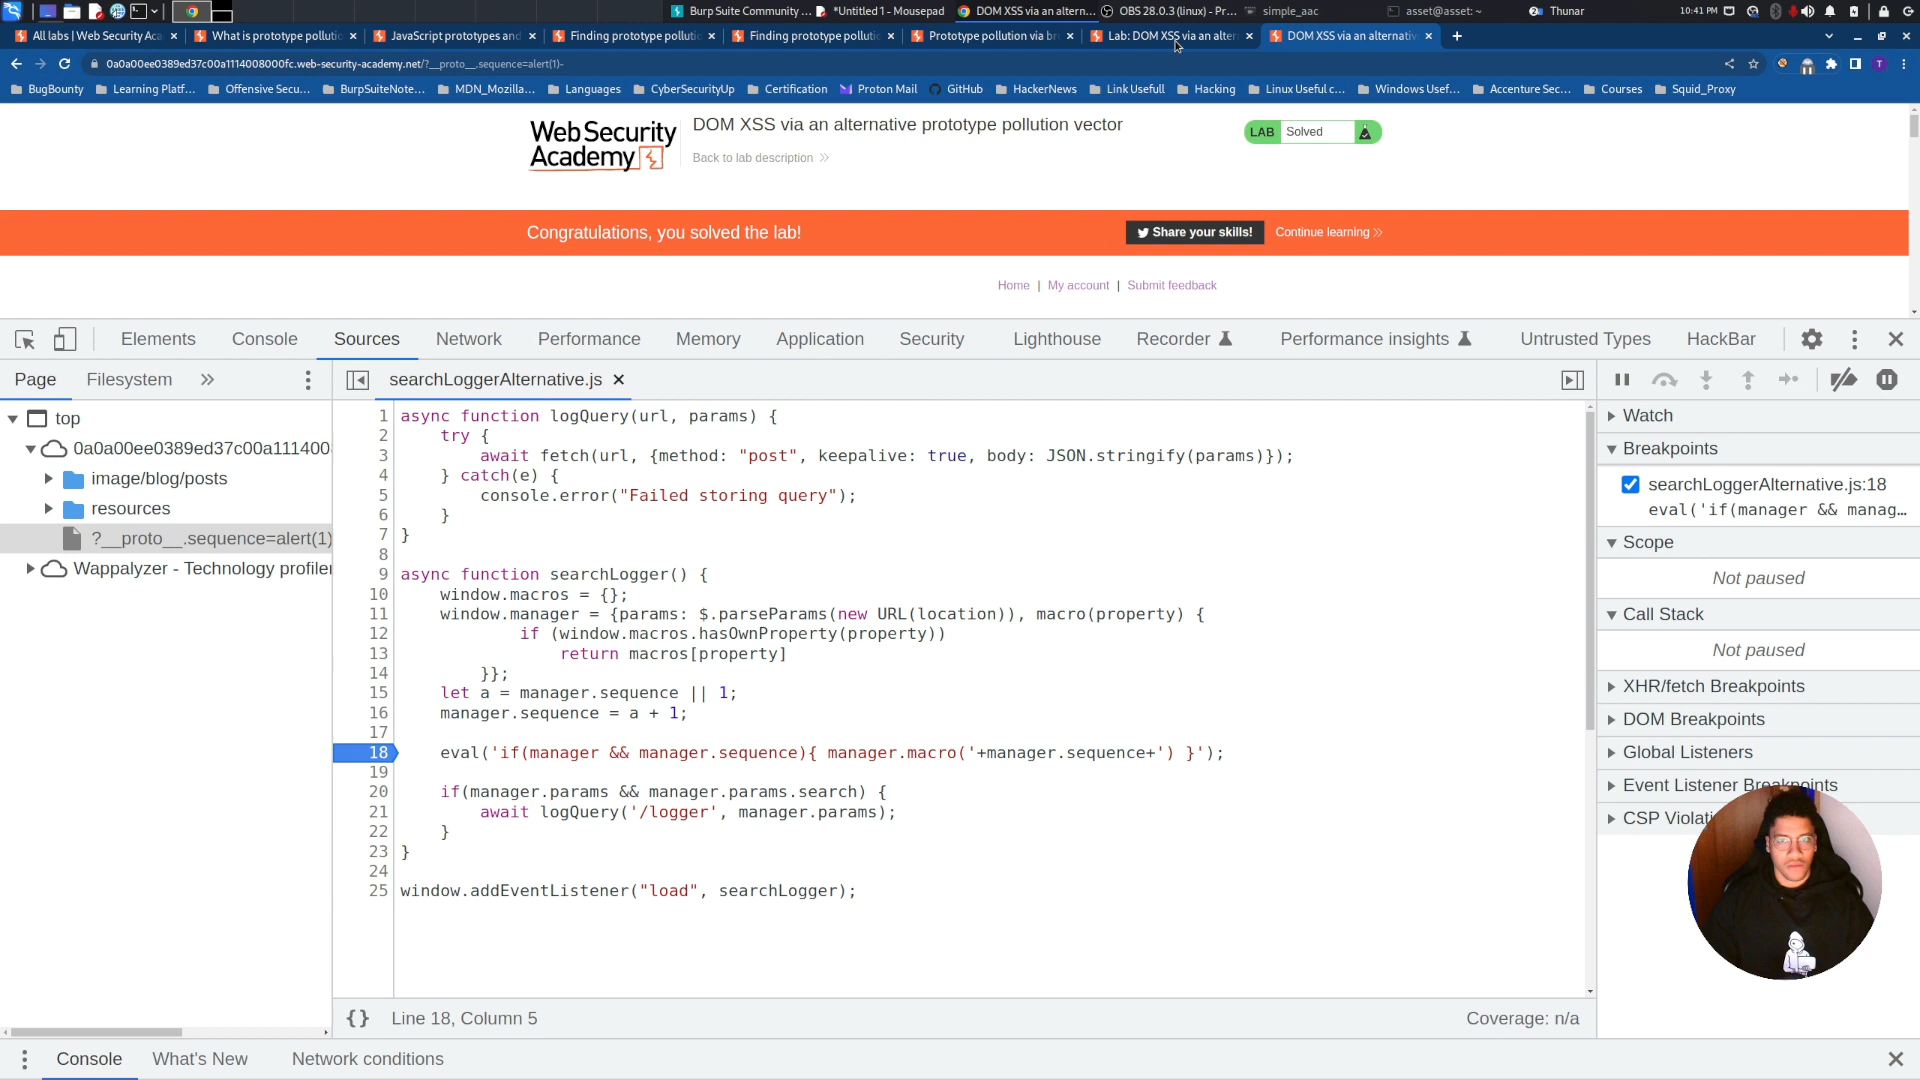 Burp Suite Community ...
*Untitled 1 - Mousepad
DOM XSS via an altern...
OBS 28.0.3 (linux) - Pr...
simple_aac
asset@asset: ~
Thunar
10:41 PM
All labs | Web Security Aca
What is prototype pollution
JavaScript prototypes and
Finding prototype pollutio
Finding prototype pollutio
Prototype pollution via br
Lab: DOM XSS via an alter
DOM XSS via an alternativ
0a0a00ee0389ed37c00a1114008000fc.web-security-academy.net/?__proto__.sequence=alert(1)-
BugBounty
Learning Platf...
Offensive Secu...
BurpSuiteNote...
MDN_Mozilla...
Languages
CyberSecurityUp
Certification
Proton Mail
GitHub
HackerNews
Link Usefull
Hacking
Linux Useful c...
Windows Usef...
Accenture Sec...
Courses
Squid_Proxy
WebSecurity
Academy
DOM XSS via an alternative prototype pollution vector
Back to lab description
LAB Solved
Congratulations, you solved the lab!
Share your skills!
Continue learning
Home | My account | Submit feedback
Elements
Console
Sources
Network
Performance
Memory
Application
Security
Lighthouse
Recorder
Performance insights
Untrusted Types
HackBar
Page
Filesystem
searchLoggerAlternative.js
top
0a0a00ee0389ed37c00a111400
image/blog/posts
resources
?__proto__.sequence=alert(1)
Wappalyzer - Technology profiler
1 async function logQuery(url, params) {
2 try {
3 await fetch(url, {method: "post", keepalive: true, body: JSON.stringify(params)});
4 } catch(e) {
5 console.error("Failed storing query");
6 }
7 }
8
9 async function searchLogger() {
10 window.macros = {};
11 window.manager = {params: $.parseParams(new URL(location)), macro(property) {
12 if (window.macros.hasOwnProperty(property))
13 return macros[property]
14 }};
15 let a = manager.sequence || 1;
16 manager.sequence = a + 1;
17
18 eval('if(manager && manager.sequence){ manager.macro('+manager.sequence+') }');
19
20 if(manager.params && manager.params.search) {
21 await logQuery('/logger', manager.params);
22 }
23 }
24
25 window.addEventListener("load", searchLogger);
{} Line 18, Column 5
Coverage: n/a
Watch
Breakpoints
searchLoggerAlternative.js:18
eval('if(manager && manag...
Scope
Not paused
Call Stack
Not paused
XHR/fetch Breakpoints
DOM Breakpoints
Global Listeners
Event Listener Breakpoints
CSP Violati
Console
What's New
Network conditions